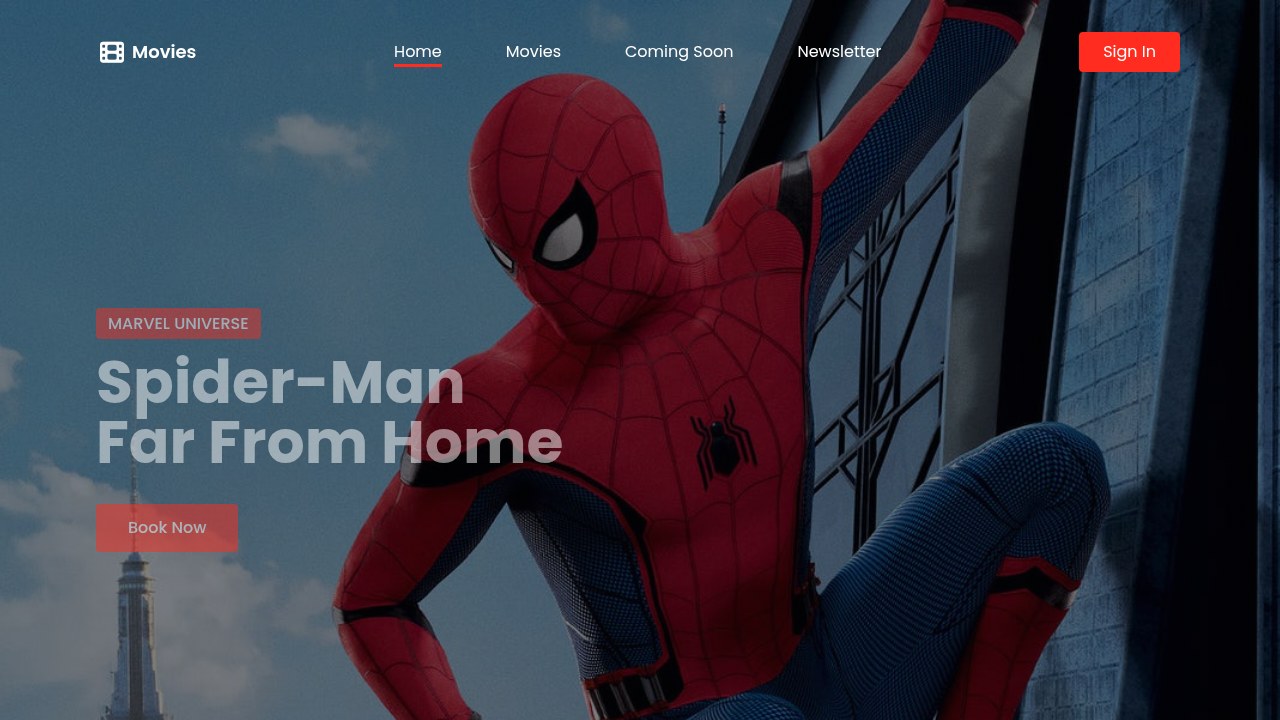 Movies
Home
Movies
Coming Soon
Newsletter
Sign In
MARVEL UNIVERSE
Spider-Man
Far From Home
Book Now